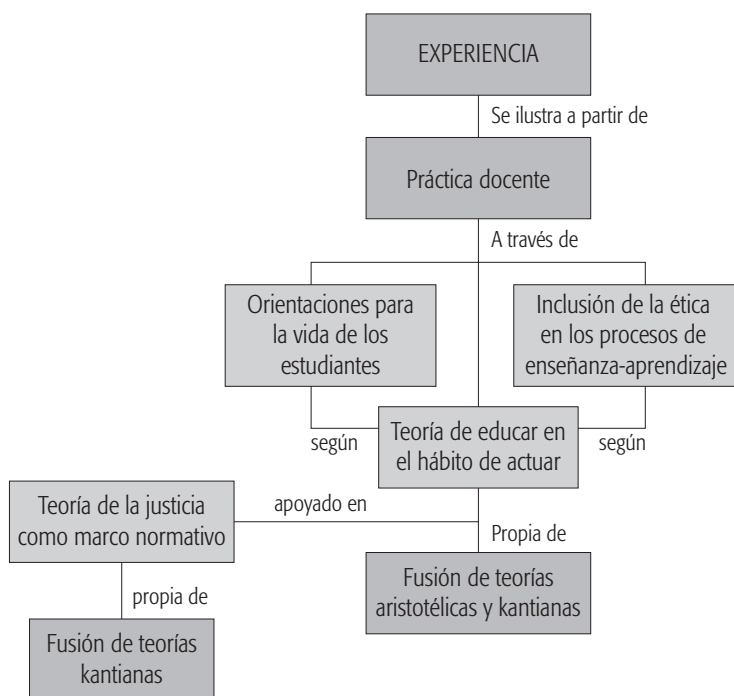 EXPERIENCIA
Se ilustra a partir de
Práctica docente
A través de
Orientaciones para
la vida de los
estudiantes
Inclusión de la ética
en los procesos de
enseñanza-aprendizaje
según
Teoría de educar en
el hábito de actuar
según
Teoría de la justicia
como marco normativo
apoyado en
Propia de
Fusión de teorías
aristotélicas y kantianas
propia de
Fusión de teorías
kantianas